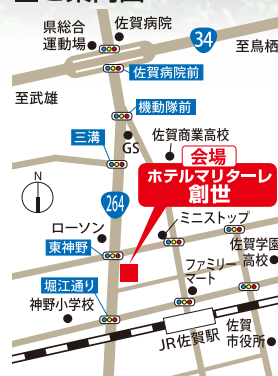 県総合
運動場
佐賀病院
34
至鳥栖
佐賀病院前
至武雄
機動隊前
三溝
GS
佐賀商業高校
会場
ホテルマリターレ
創世
N
264
ローソン
ミニストップ
東神野
佐賀学園
高校
ファミリー
マート
堀江通り
神野小学校
JR佐賀駅
佐賀
市役所